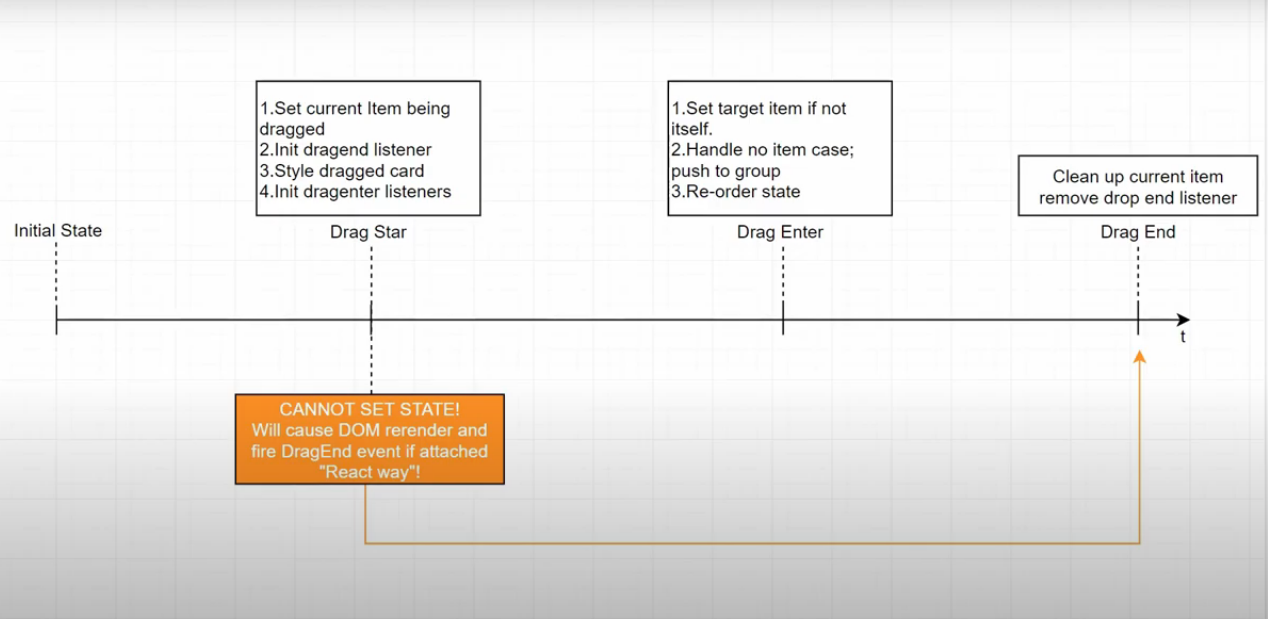 1.Set current Item being
dragged
2.Init dragend listener
3.Style dragged card
4.Init dragenter listeners
1.Set target item if not
itself.
2.Handle no item case;
push to group
3.Re-order state
Clean up current item
remove drop end listener
Initial State
Drag Star
Drag Enter
Drag End
t
CANNOT SET STATE!
Will cause DOM rerender and
fire DragEnd event if attached
"React way"!